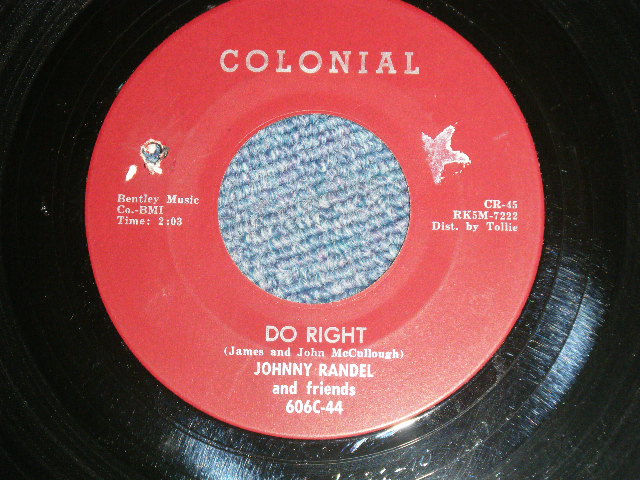 COLONIAL
Bentley Music
Co.-BMI
Time: 2:03
CR-45
RK5M-7222
Dist. by Tollie
DO RIGHT
(James and John McCullough)
JOHNNY RANDEL
and friends
606C-44